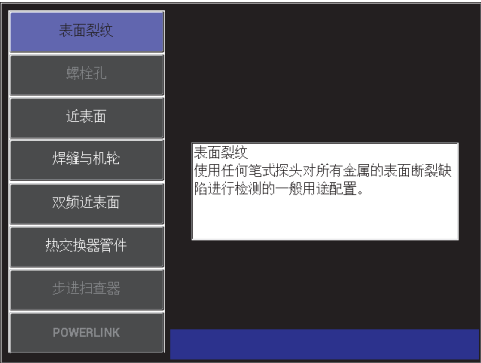 表面裂纹
螺栓孔
近表面
焊缝与机轮
双频近表面
热交换器管件
步进扫查器
POWERLINK
表面裂纹
使用任何笔式探头对所有金属的表面断裂缺
陷进行检测的一般用途配置。